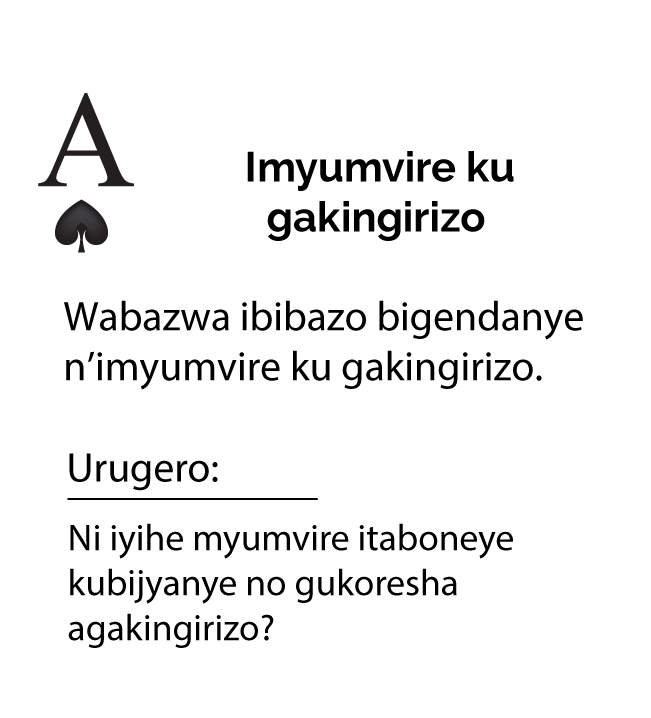 A
Imyumvire ku
gakingirizo
Wabazwa ibibazo bigendanye
n’imyumvire ku gakingirizo.
Urugero:
Ni iyihe myumvire itaboneye
kubijyanye no gukoresha
agakingirizo?